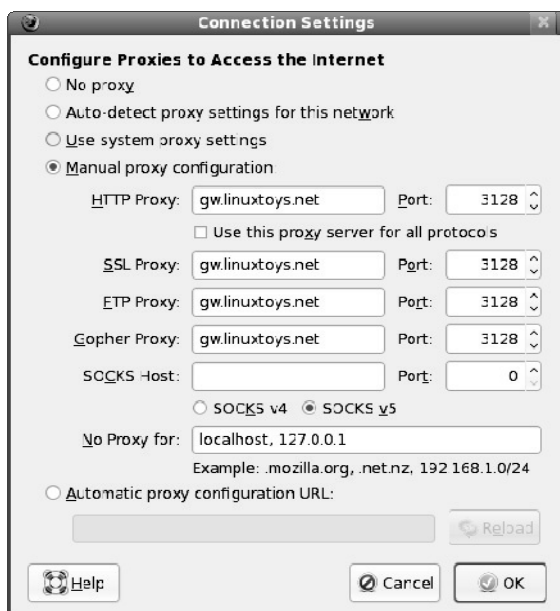 Connection Settings
Configure Proxies to Access the Internet
No proxy
Auto-detect proxy settings for this network
Use system proxy settings
Manual proxy configuration
HTTP Proxy: gw.linuxtoys.net Port: 3128
Use this proxy server for all protocols
SSL Proxy: gw.linuxtoys.net Port: 3128
FTP Proxy: gw.linuxtoys.net Port: 3128
Gopher Proxy: gw.linuxtoys.net Port: 3128
SOCKS Host: Port: 0
SOCKS v4 SOCKS v5
No Proxy for: localhost, 127.0.0.1
Example: .mozilla.org, .net.nz, 192.168.1.0/24
Automatic proxy configuration URL:
Reload
Help Cancel OK